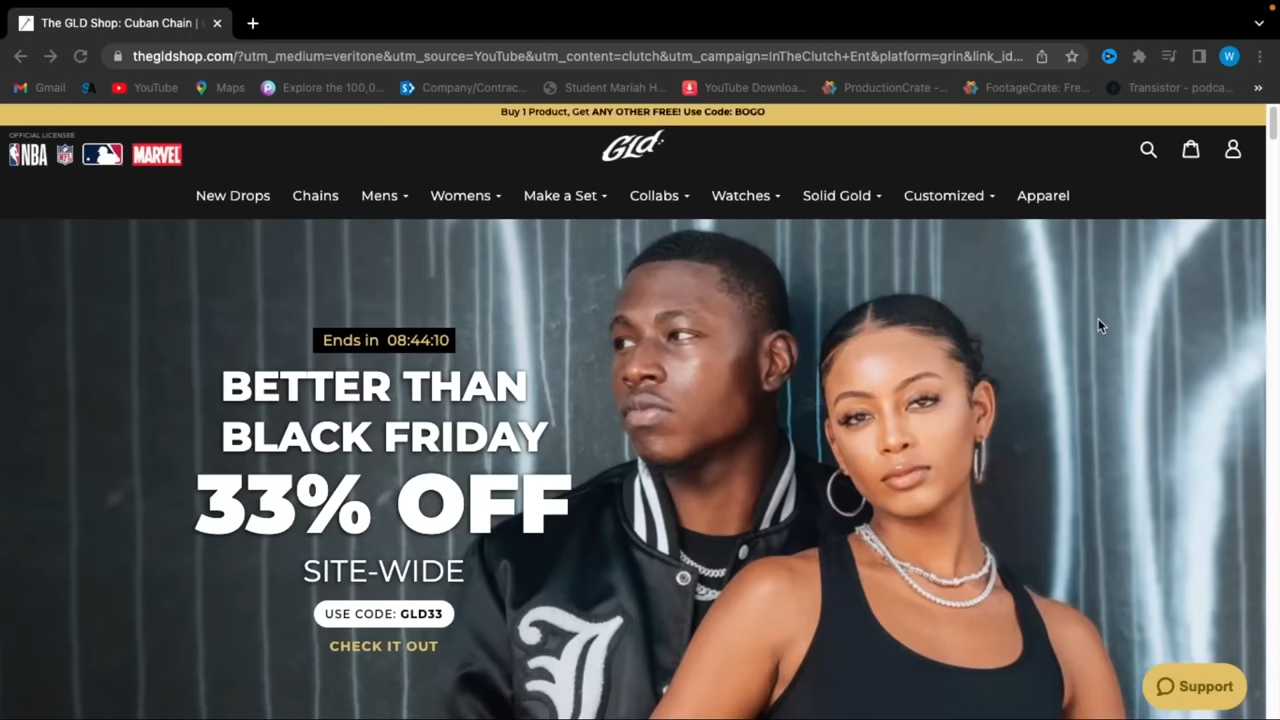 The GLD Shop: Cuban Chain |
thegldshop.com/?utm_medium=veritone&utm_source=YouTube&utm_content=clutch&utm_campaign=InTheClutch+Ent&platform=grin&link_id...
W
Gmail
YouTube
Maps
Explore the 100,0...
Company/Contrac...
Student Mariah H...
YouTube Downloa...
ProductionCrate -...
FootageCrate: Fre...
Transistor - podca...
Buy 1 Product, Get ANY OTHER FREE! Use Code: BOGO
OFFICIAL LICENSEE
NBA
NFL
MARVEL
GLD
New Drops
Chains
Mens
Womens
Make a Set
Collabs
Watches
Solid Gold
Customized
Apparel
Ends in 08:44:10
BETTER THAN
BLACK FRIDAY
33% OFF
SITE-WIDE
USE CODE: GLD33
CHECK IT OUT
Support